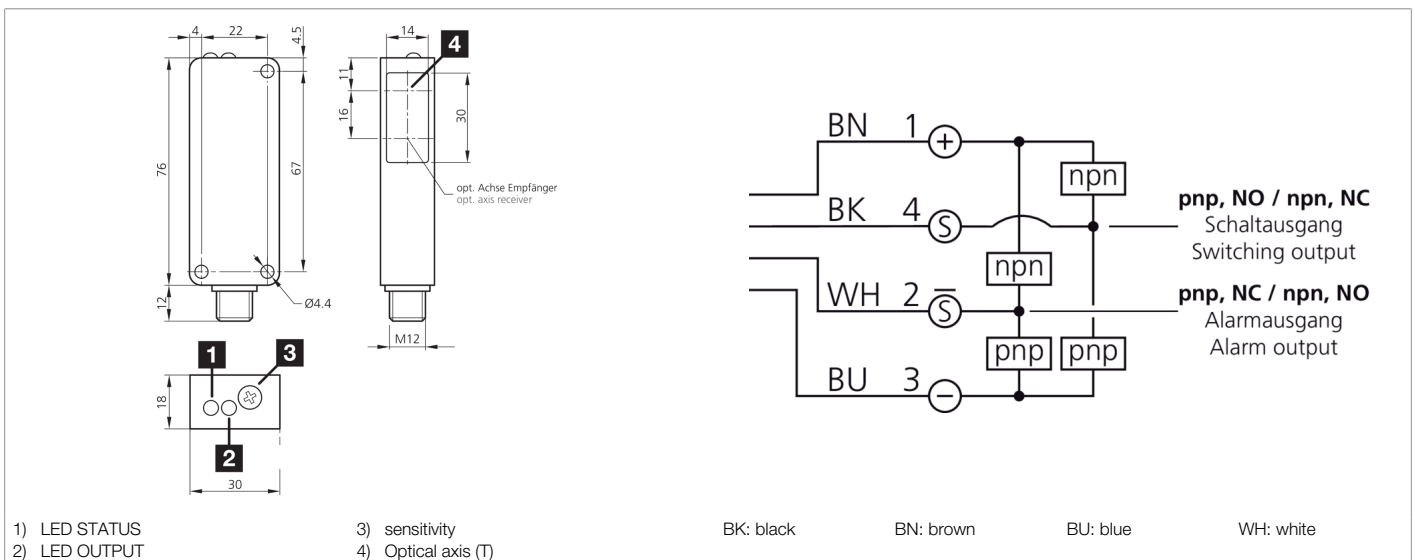 4 22 4.5
14
4
11
16
30
76
67
opt. Achse Empfänger
opt. axis receiver
12
Ø4.4
M12
1
3
18
2
30
BN 1 +
npn
pnp, NO / npn, NC
BK 4 S
Schaltausgang
Switching output
npn
WH 2 S̅
pnp, NC / npn, NO
Alarmausgang
pnp pnp
Alarm output
BU 3 −
1) LED STATUS
2) LED OUTPUT
3) sensitivity
4) Optical axis (T)
BK: black BN: brown BU: blue WH: white